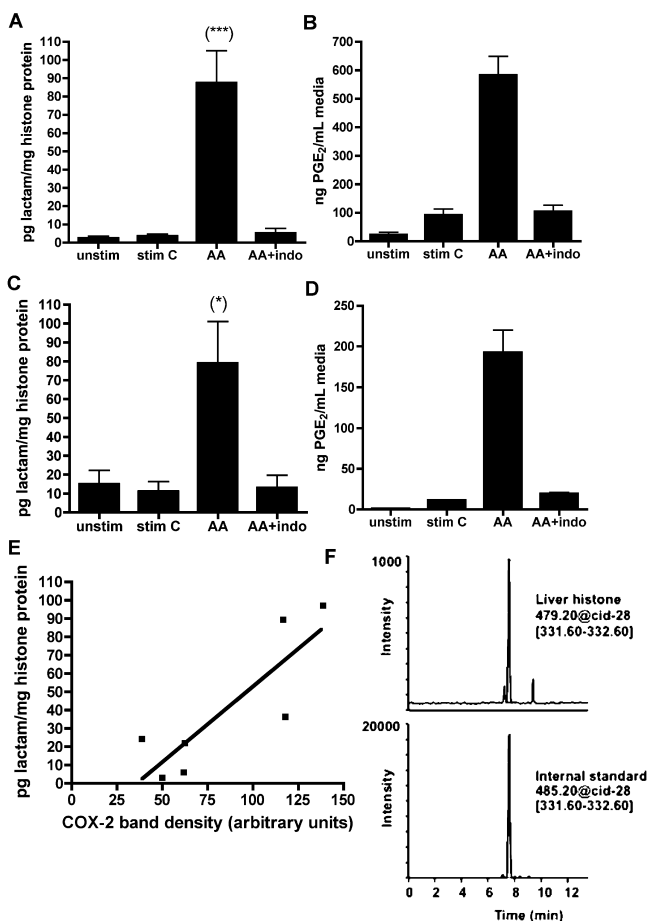 A
pg lactam/mg histone protein
110
100
90
80
70
60
50
40
30
20
10
0
(***)
unstim stim C AA AA+indo
B
ng PGE2/mL media
700
600
500
400
300
200
100
0
unstim stim C AA AA+indo
C
pg lactam/mg histone protein
110
100
90
80
70
60
50
40
30
20
10
0
(*)
unstim stim C AA AA+indo
D
ng PGE2/mL media
250
200
150
100
50
0
unstim stim C AA AA+indo
E
pg lactam/mg histone protein
110
100
90
80
70
60
50
40
30
20
10
0
0 25 50 75 100 125 150
COX-2 band density (arbitrary units)
F
1000
Intensity
Liver histone
479.20@cid-28
[331.60-332.60]
20000
Intensity
Internal standard
485.20@cid-28
[331.60-332.60]
0 2 4 6 8 10 12
Time (min)